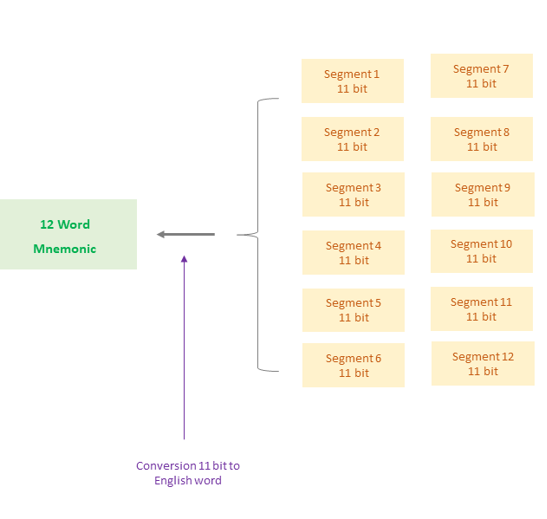 12 Word
Mnemonic
Segment 1
11 bit
Segment 2
11 bit
Segment 3
11 bit
Segment 4
11 bit
Segment 5
11 bit
Segment 6
11 bit
Segment 7
11 bit
Segment 8
11 bit
Segment 9
11 bit
Segment 10
11 bit
Segment 11
11 bit
Segment 12
11 bit
Conversion 11 bit to
English word